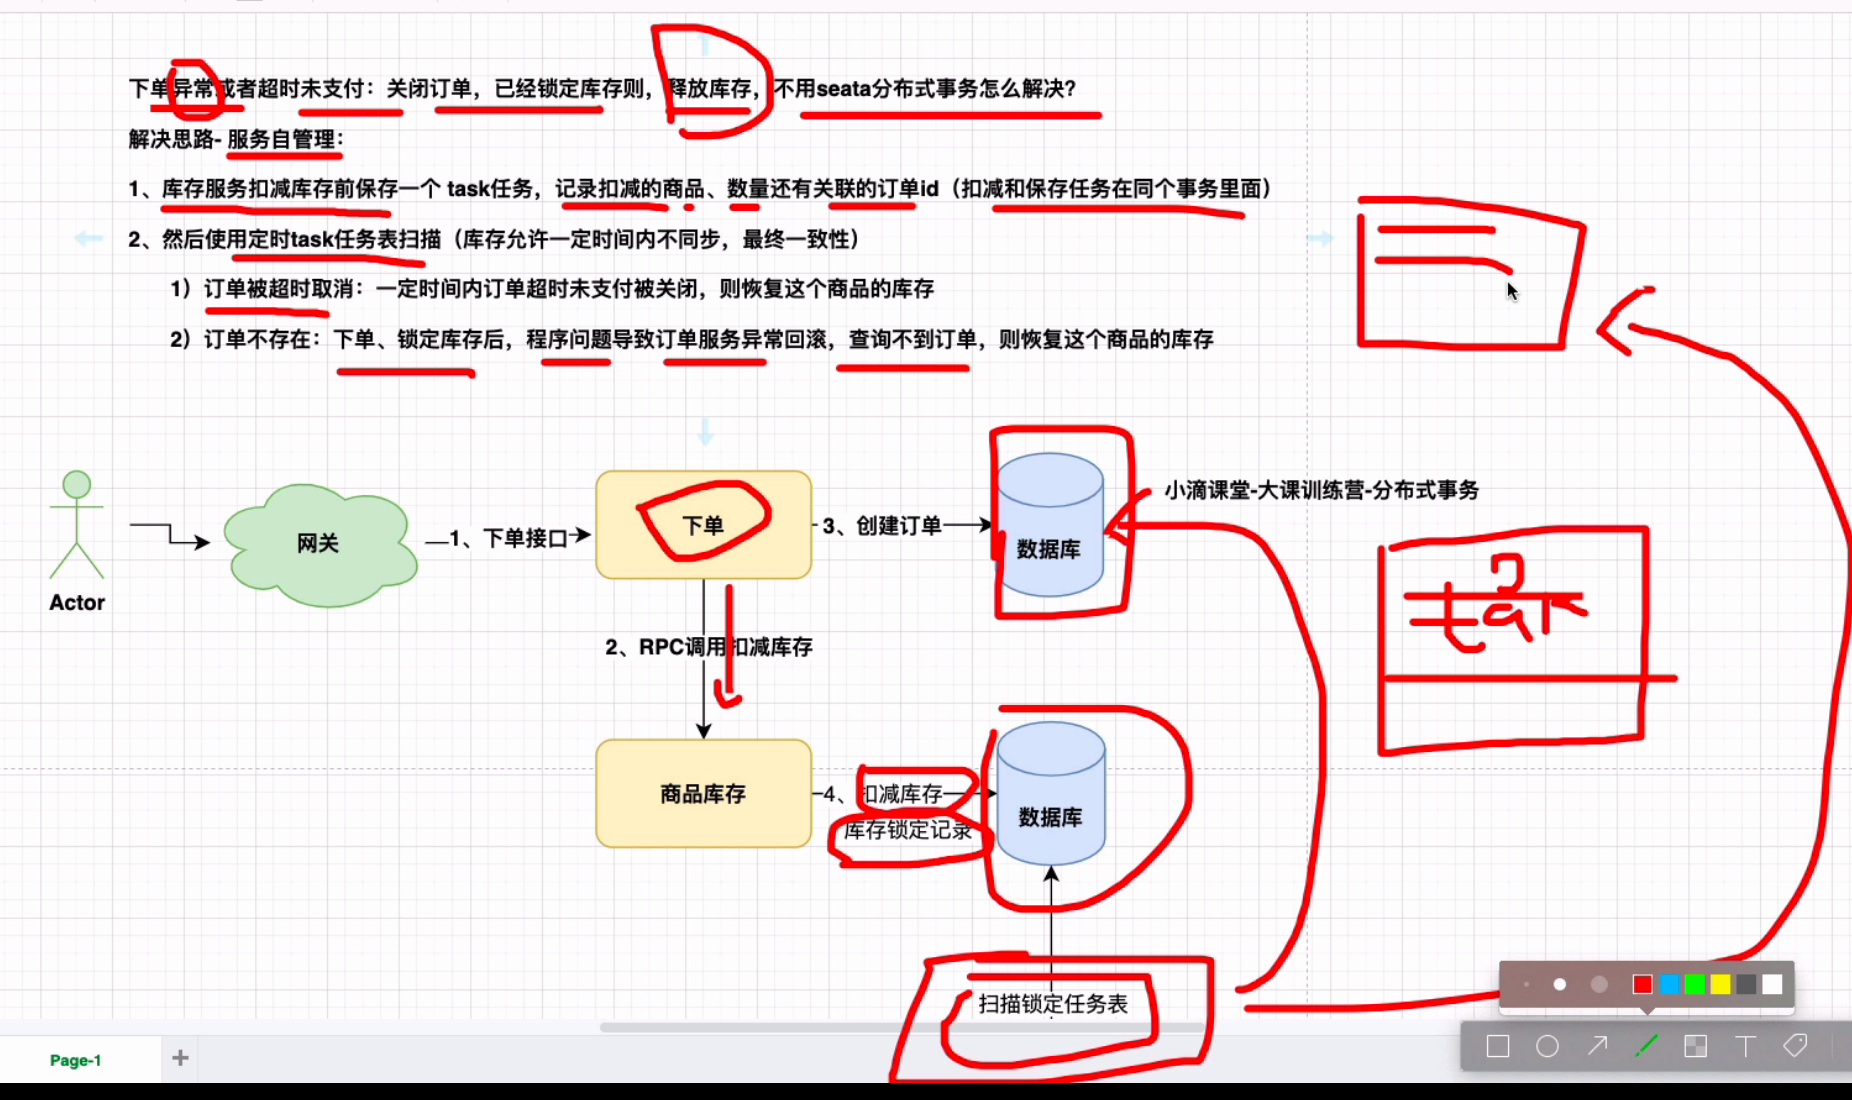 下单异常或者超时未支付：关闭订单，已经锁定库存则，释放库存，不用seata分布式事务怎么解决？
解决思路- 服务自管理：
1、库存服务扣减库存前保存一个 task任务，记录扣减的商品、数量还有关联的订单id（扣减和保存任务在同个事务里面）
2、然后使用定时task任务表扫描（库存允许一定时间内不同步，最终一致性）
1）订单被超时取消：一定时间内订单超时未支付被关闭，则恢复这个商品的库存
2）订单不存在：下单、锁定库存后，程序问题导致订单服务异常回滚，查询不到订单，则恢复这个商品的库存
小滴课堂-大课训练营-分布式事务
Actor
网关
1、下单接口
下单
3、创建订单
数据库
2、RPC调用扣减库存
商品库存
4、扣减库存
库存锁定记录
数据库
扫描锁定任务表
Page-1